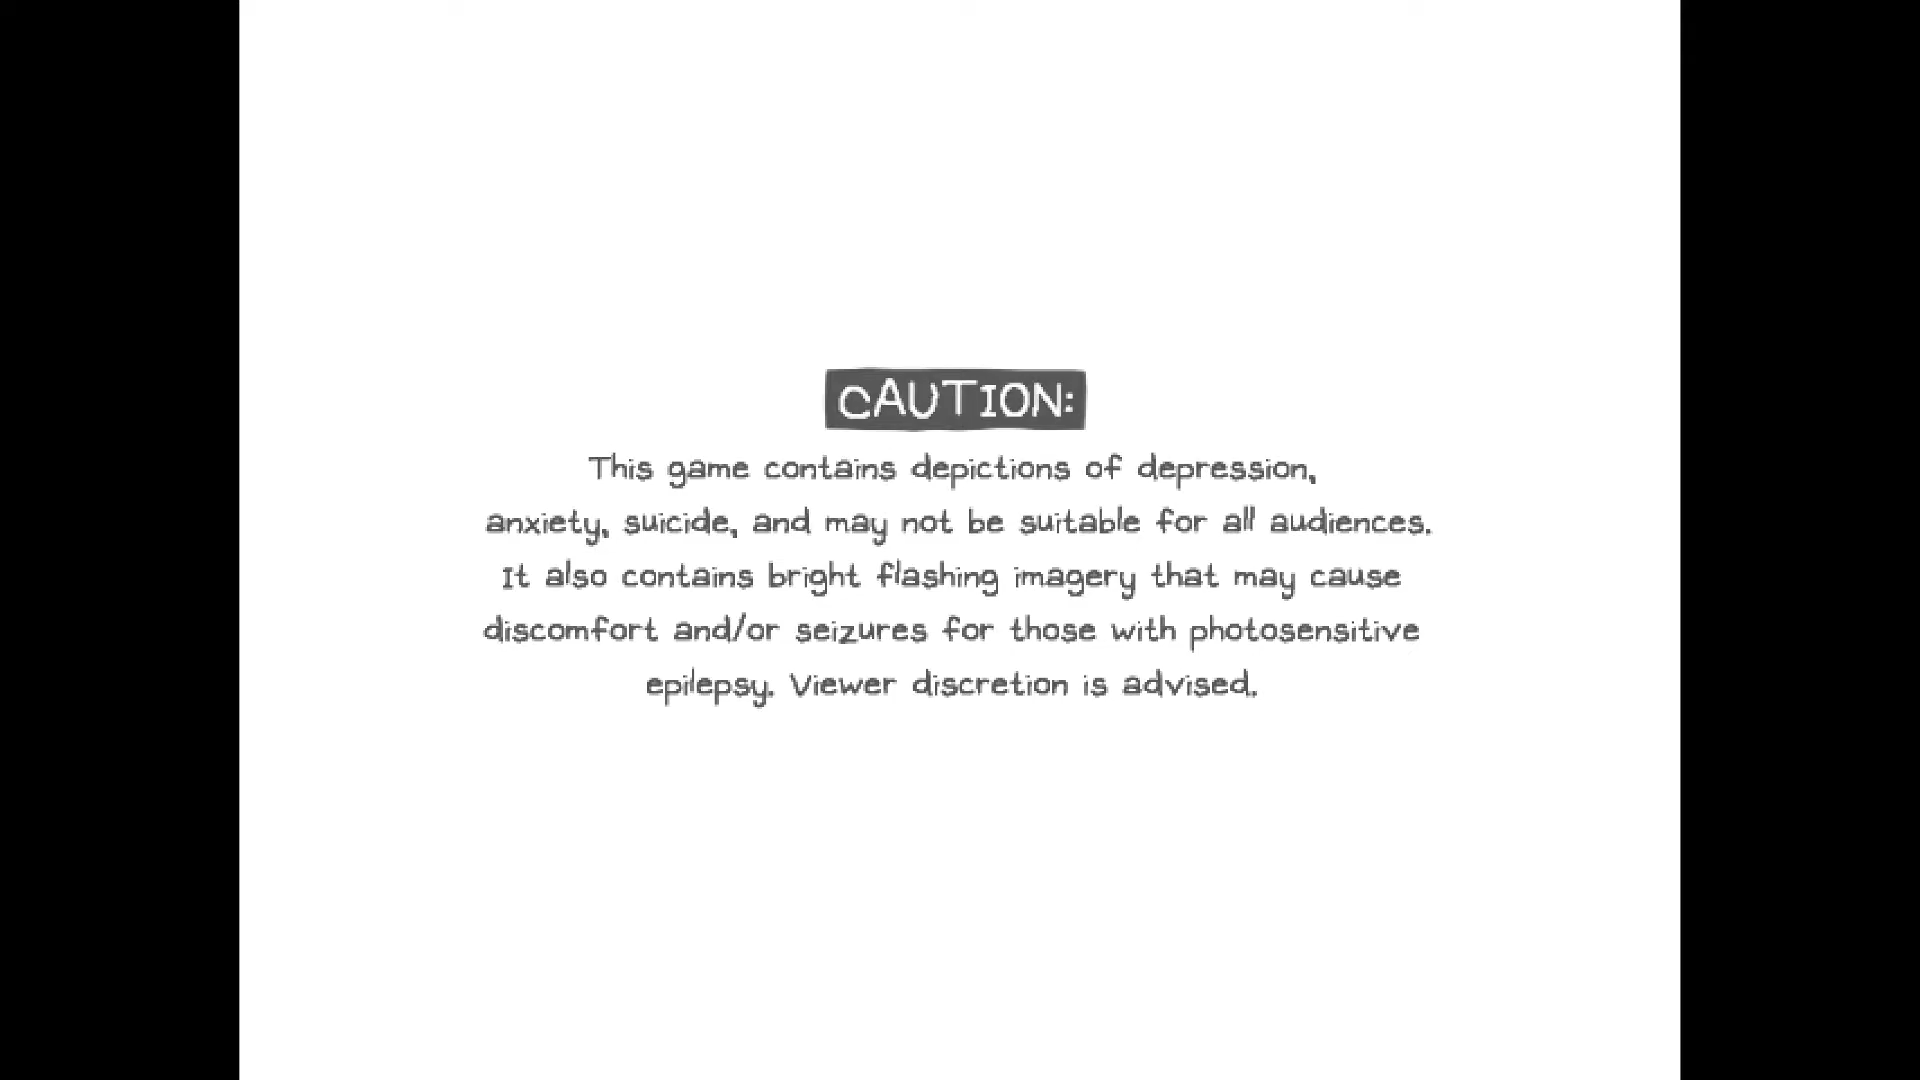 CAUTION:
This game contains depictions of depression,
anxiety, suicide, and may not be suitable for all audiences.
It also contains bright flashing imagery that may cause
discomfort and/or seizures for those with photosensitive
epilepsy. Viewer discretion is advised.